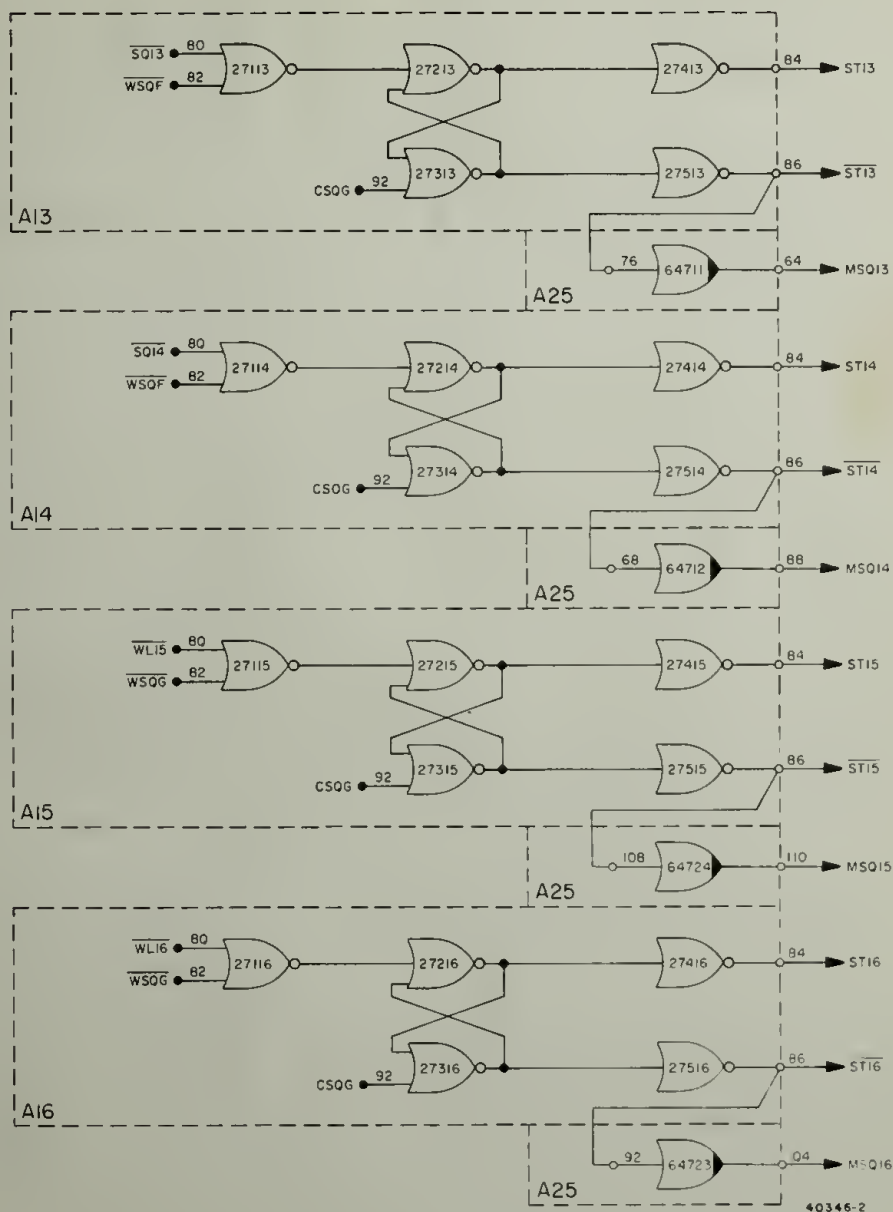 SQ13 80 27113 27213 27413 84 ST13
WSQF 82
CSQG 92 27313 27513 86 ST13
A13
76 64711 64 MSQ13
A25
SQ14 80 27114 27214 27414 84 ST14
WSQF 82
CSQG 92 27314 27514 86 ST14
A14
68 64712 88 MSQ14
A25
WL15 80 27115 27215 27415 84 ST15
WSQG 82
CSQG 92 27315 27515 86 ST15
A15
108 64724 110 MSQ15
A25
WL16 80 27116 27216 27416 84 ST16
WSQG 82
CSQG 92 27316 27516 86 ST16
A16
92 64723 04 MSQ16
A25
40346-2